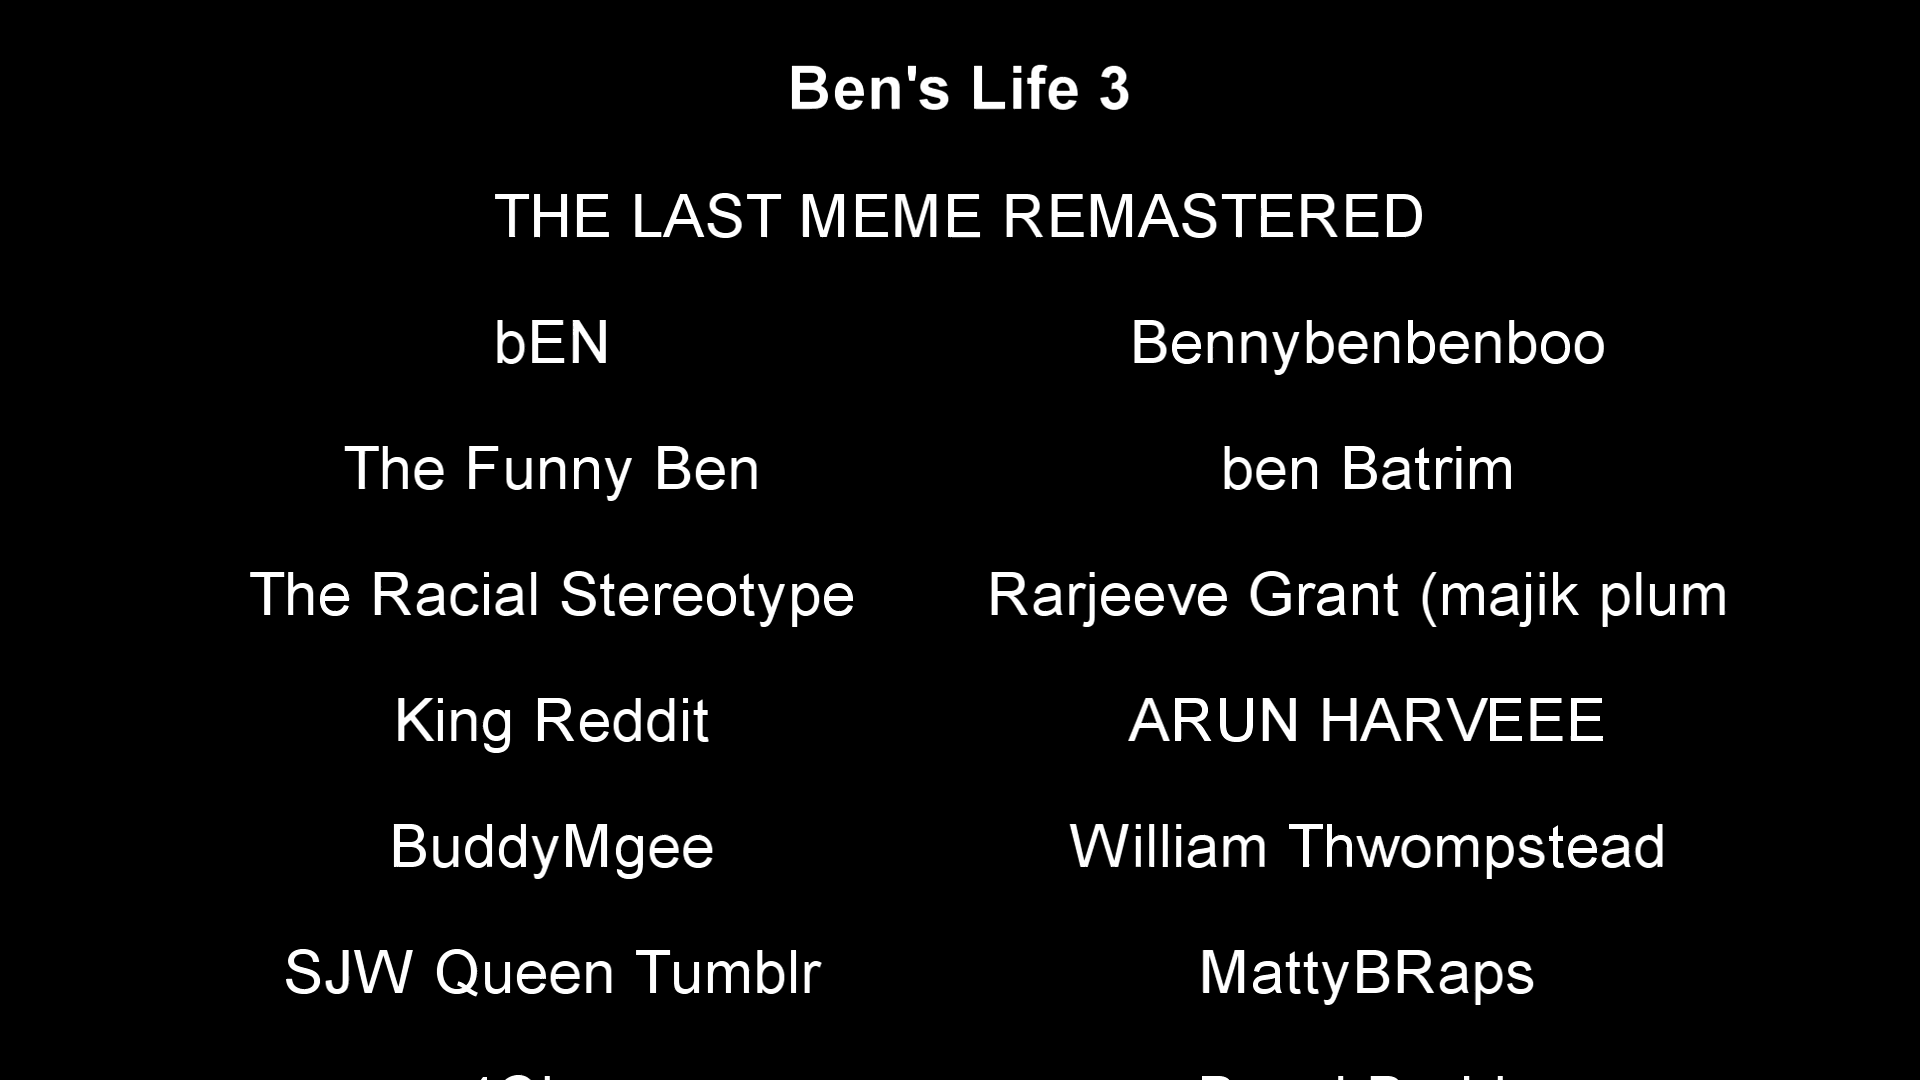 Ben's Life 3
THE LAST MEME REMASTERED
bEN Bennybenbenboo
The Funny Ben ben Batrim
The Racial Stereotype Rarjeeve Grant (majik plum
King Reddit ARUN HARVEEE
BuddyMgee William Thwompstead
SJW Queen Tumblr MattyBRaps